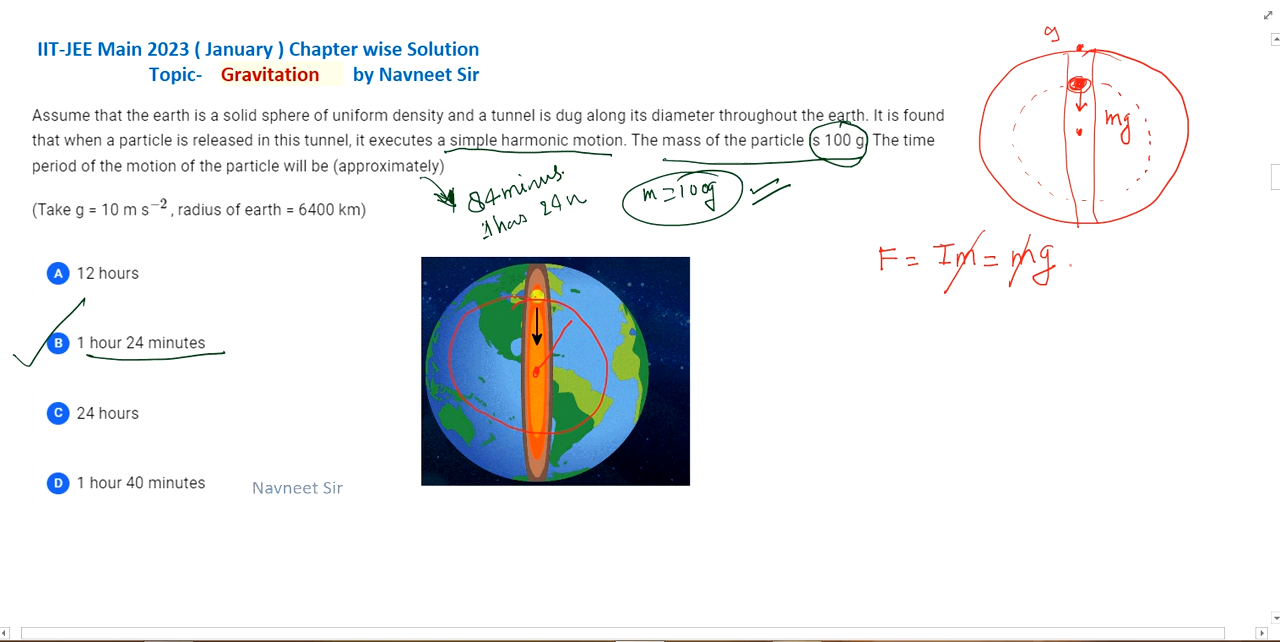 IIT-JEE Main 2023 ( January ) Chapter wise Solution
Topic- Gravitation by Navneet Sir
Assume that the earth is a solid sphere of uniform density and a tunnel is dug along its diameter throughout the earth. It is found
that when a particle is released in this tunnel, it executes a simple harmonic motion. The mass of the particle is 100 g. The time
period of the motion of the particle will be (approximately)
(Take g = 10 m s⁻², radius of earth = 6400 km)
84 minus.
m = 100g
A 12 hours
B 1 hour 24 minutes
C 24 hours
D 1 hour 40 minutes
Navneet Sir
g
mg
F = Im = mg.